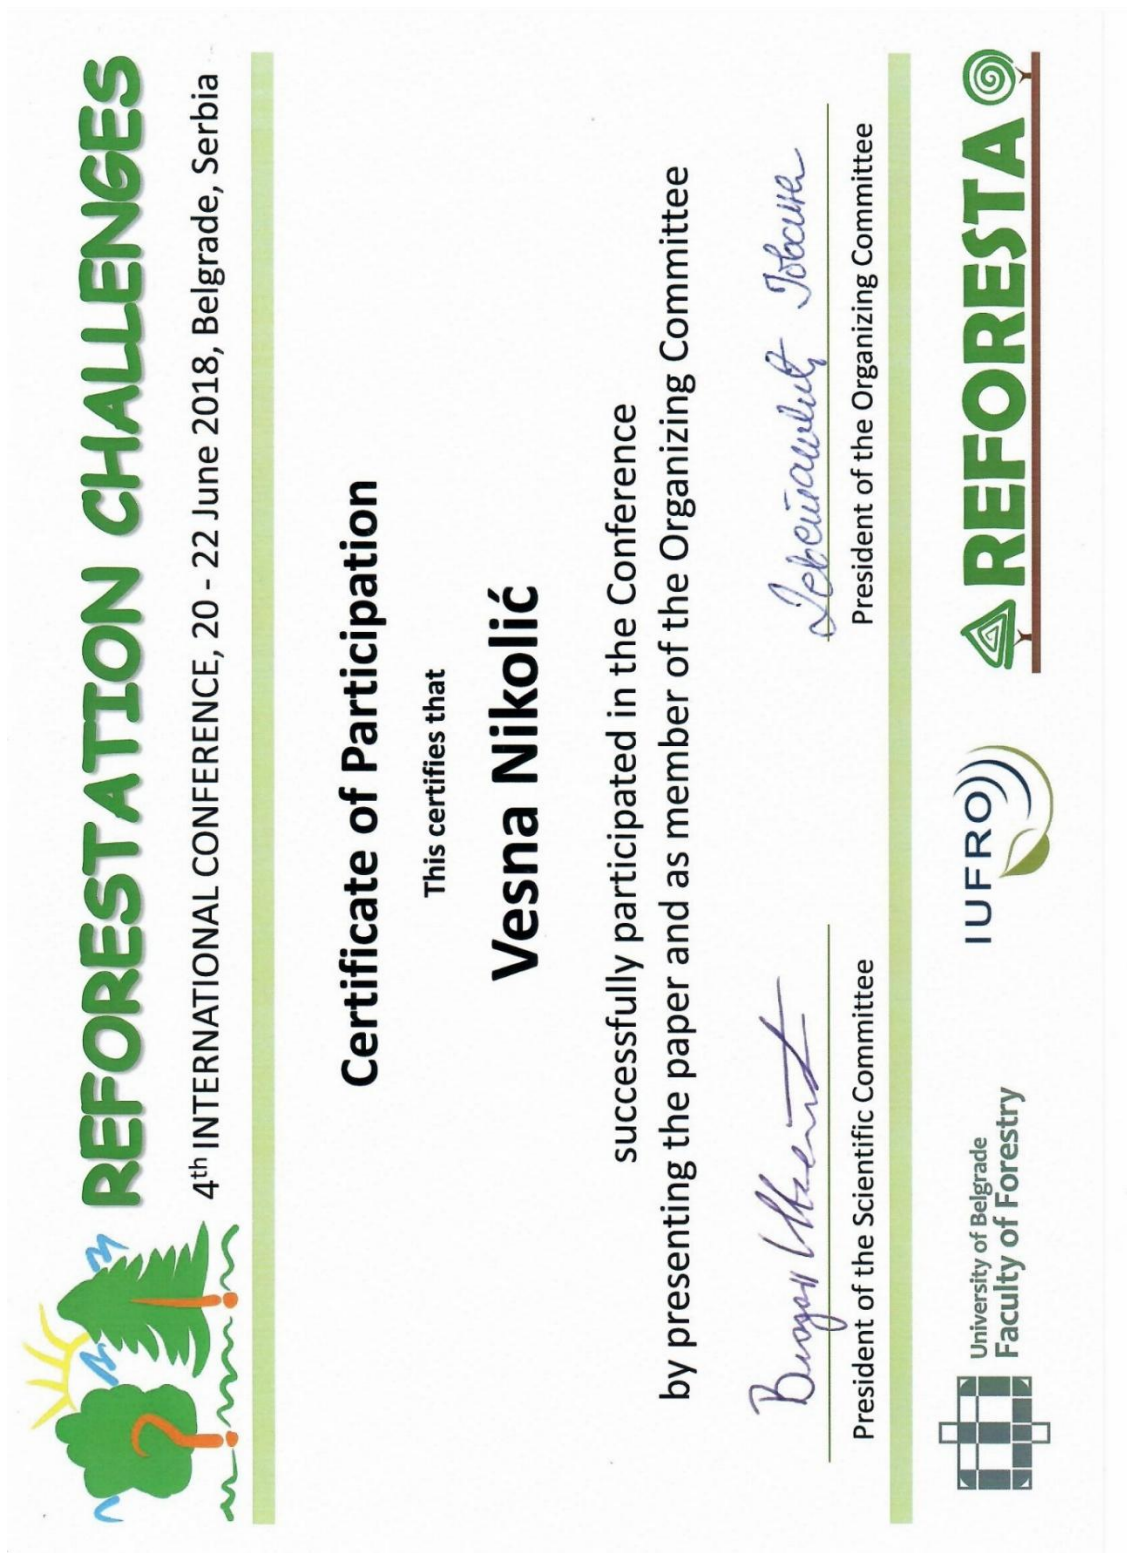 REFORESTATION CHALLENGES
4th INTERNATIONAL CONFERENCE, 20 - 22 June 2018, Belgrade, Serbia
Certificate of Participation
This certifies that
Vesna Nikolić
successfully participated in the Conference
by presenting the paper and as member of the Organizing Committee
President of the Scientific Committee
President of the Organizing Committee
University of Belgrade
Faculty of Forestry
IUFRO
REFORESTA